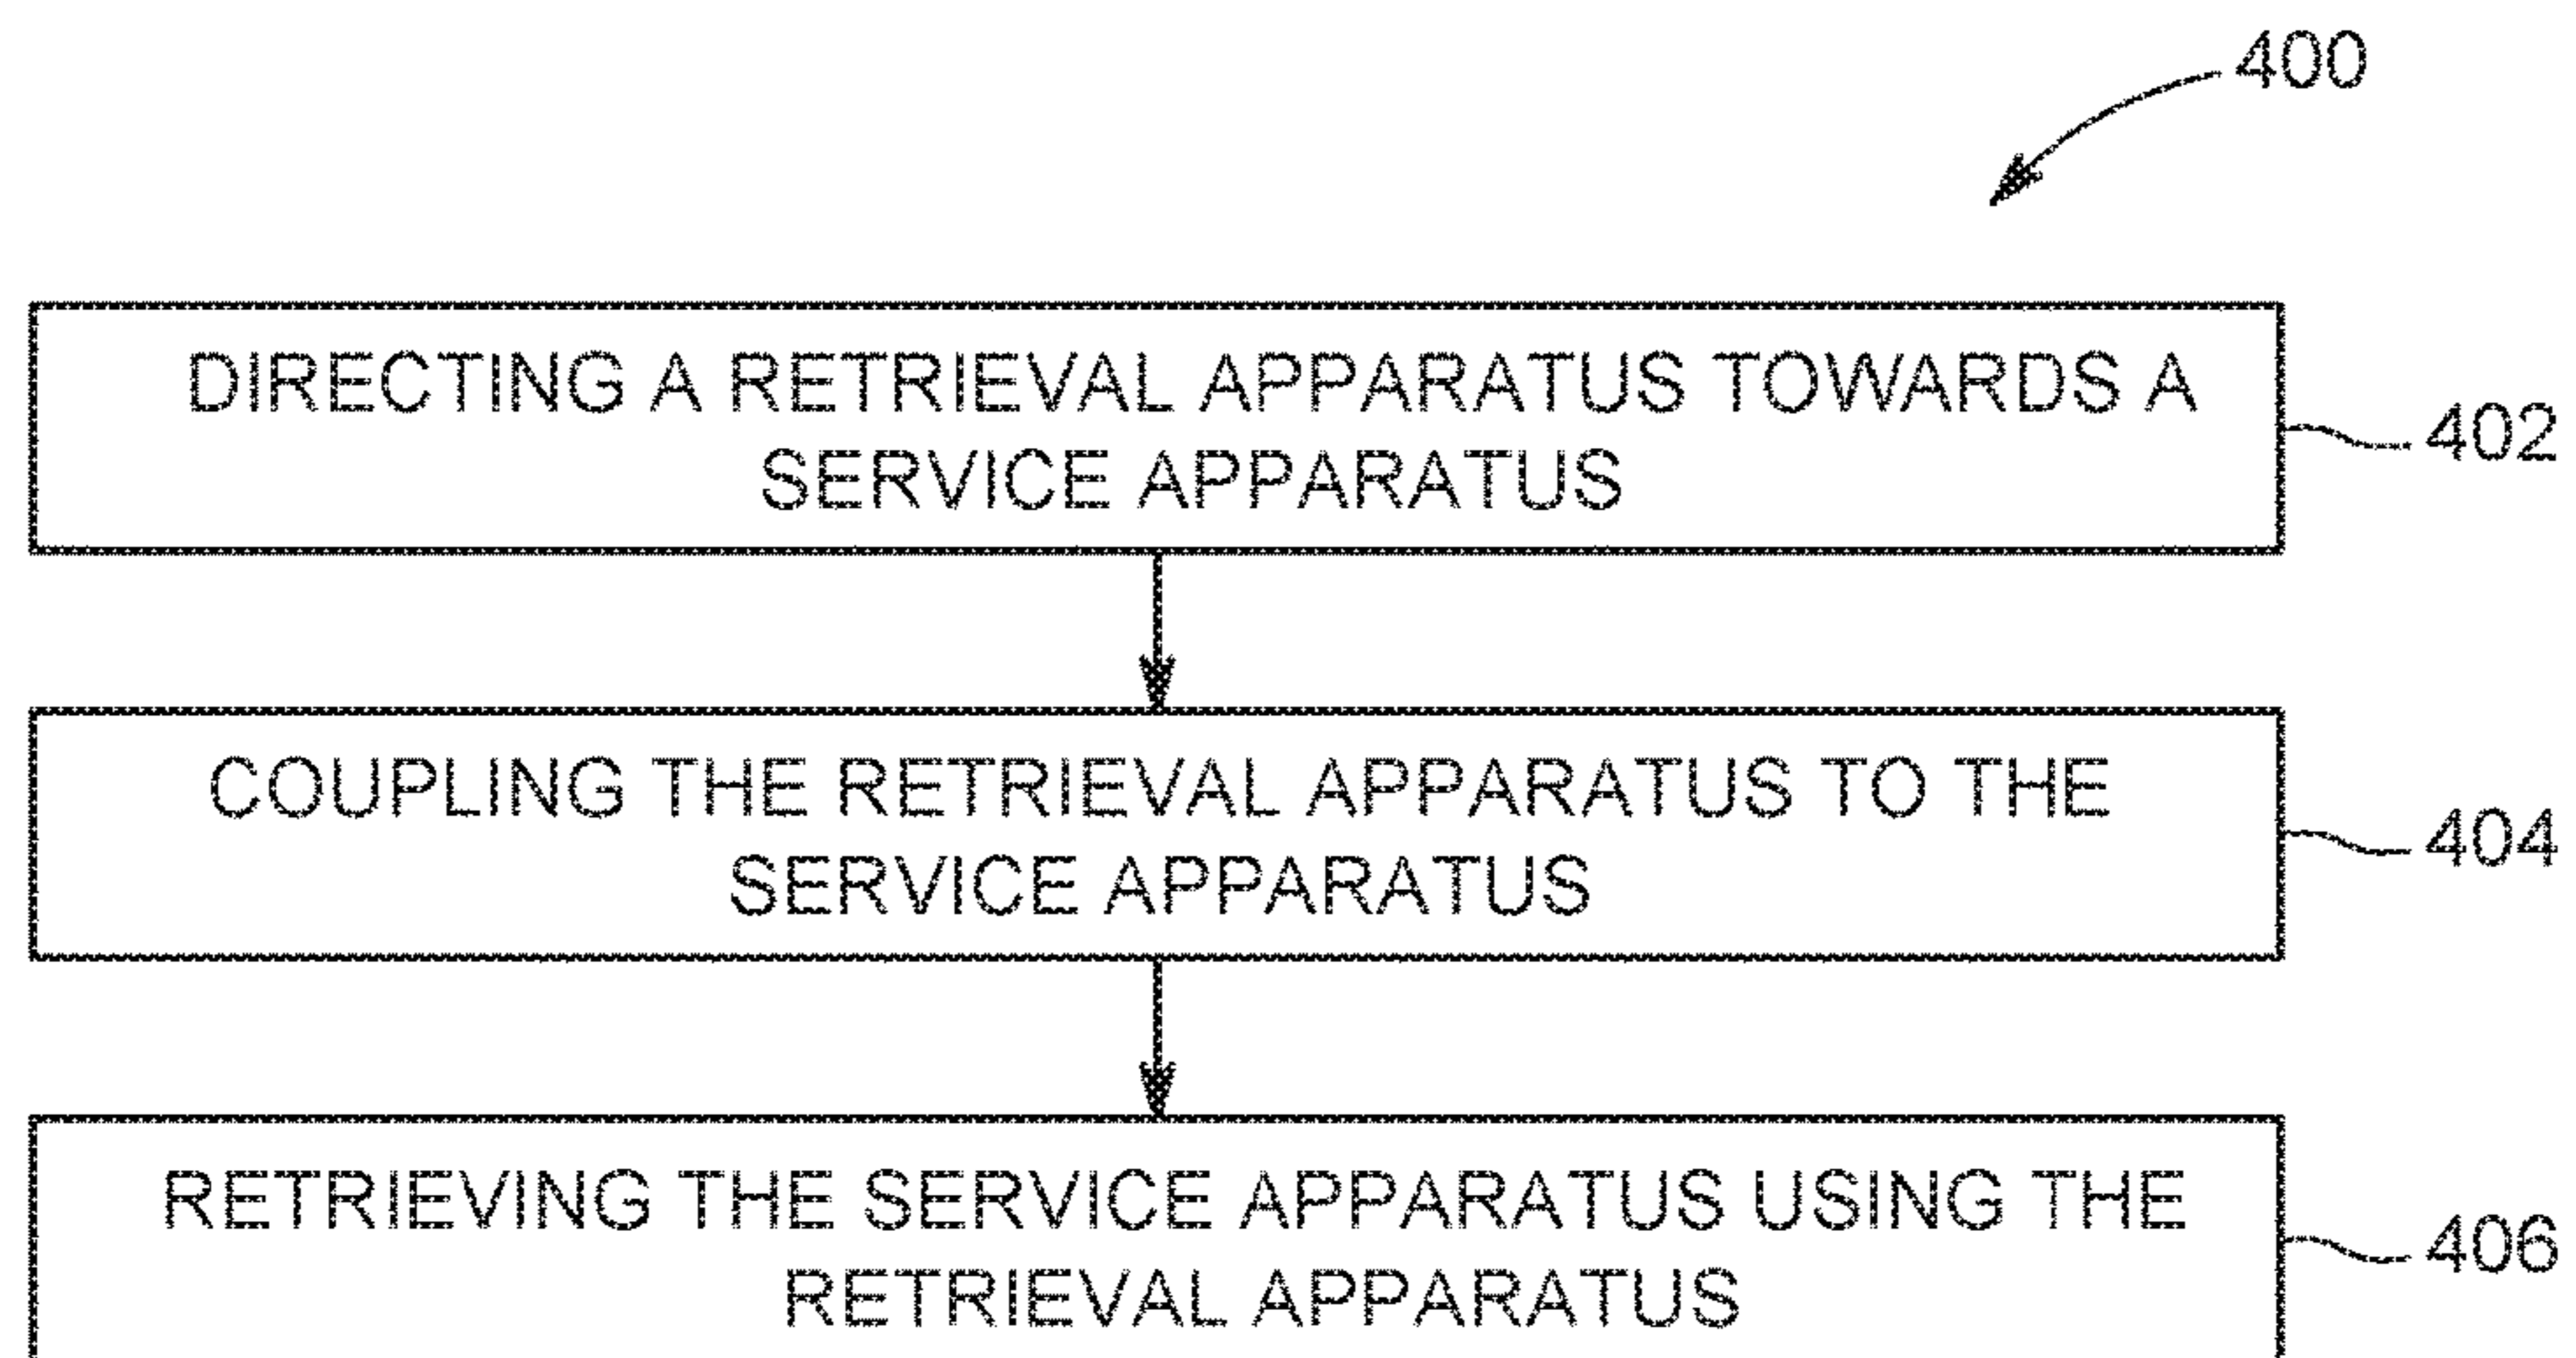 400
DIRECTING A RETRIEVAL APPARATUS TOWARDS A
SERVICE APPARATUS
402
COUPLING THE RETRIEVAL APPARATUS TO THE
SERVICE APPARATUS
404
RETRIEVING THE SERVICE APPARATUS USING THE
RETRIEVAL APPARATUS
406